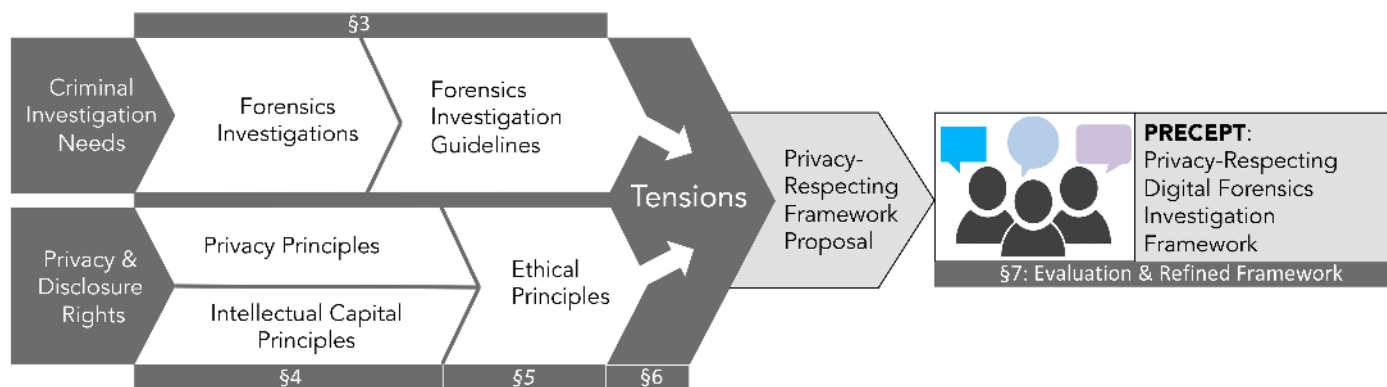 §3
Criminal
Investigation
Needs
Forensics
Investigations
Forensics
Investigation
Guidelines
Privacy &
Disclosure
Rights
Privacy Principles
Intellectual Capital
Principles
Ethical
Principles
§4
§5
§6
Tensions
Privacy-
Respecting
Framework
Proposal
PRECEPT:
Privacy-Respecting
Digital Forensics
Investigation
Framework
§7: Evaluation & Refined Framework